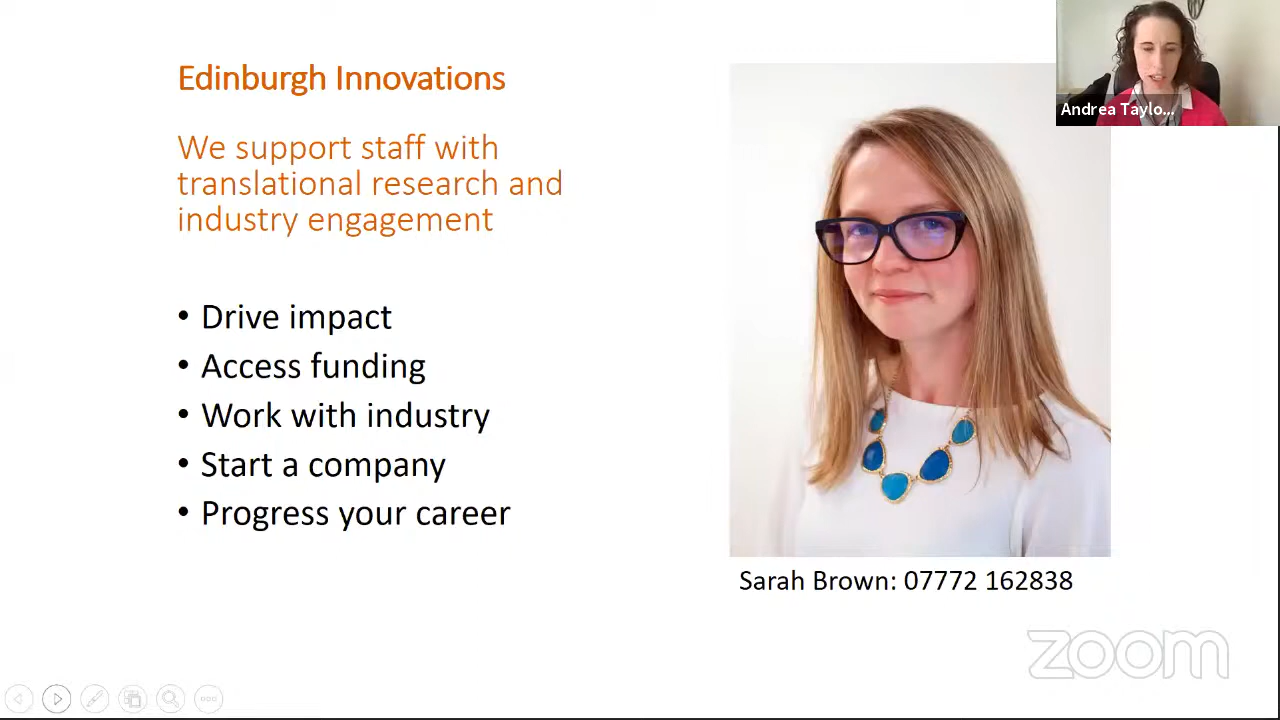 Edinburgh Innovations
We support staff with
translational research and
industry engagement
• Drive impact
• Access funding
• Work with industry
• Start a company
• Progress your career
Andrea Taylo...
Sarah Brown: 07772 162838
zoom